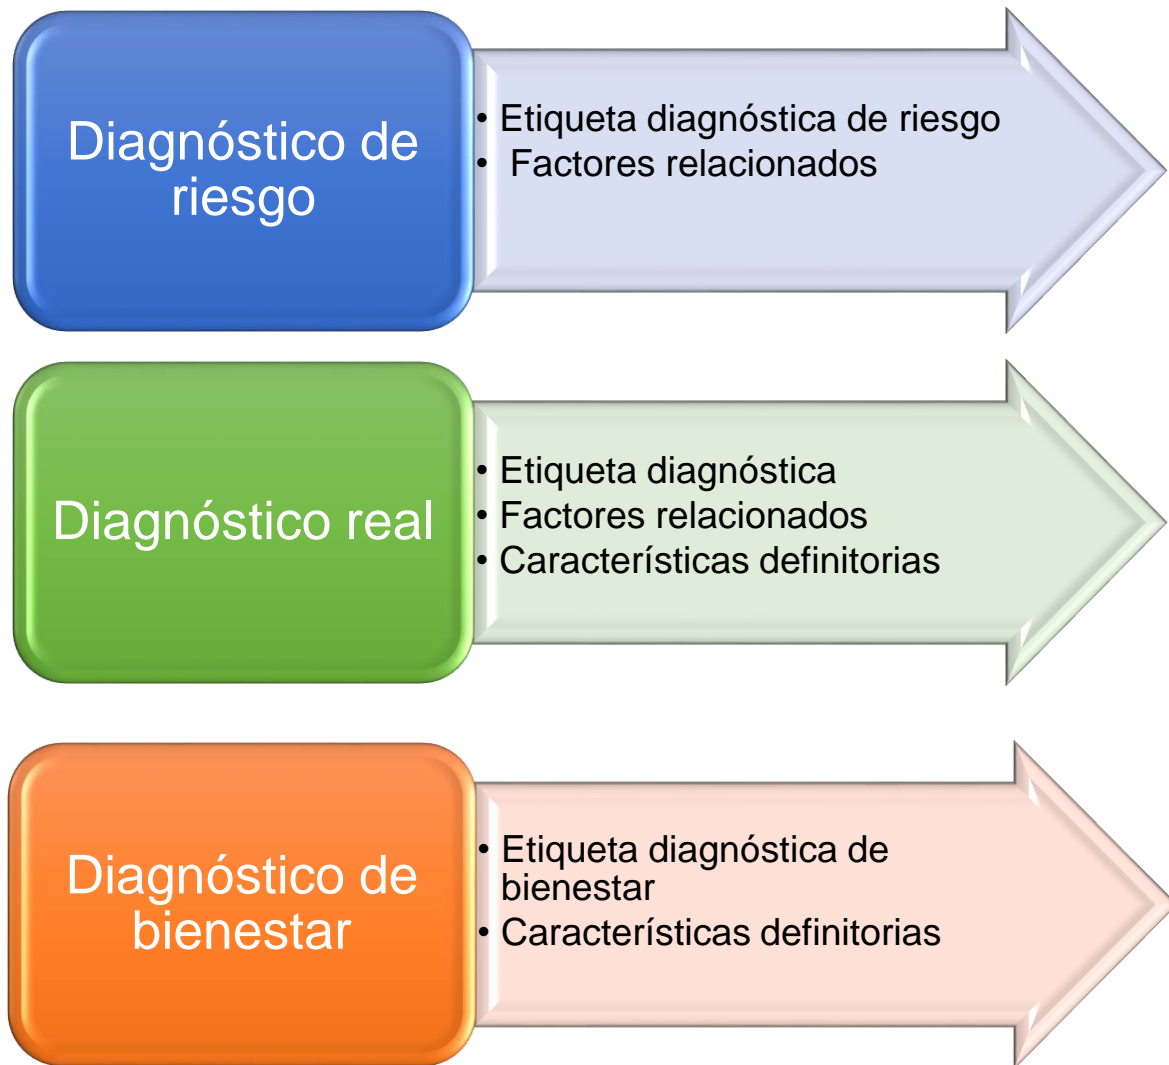 Diagnóstico de
riesgo
• Etiqueta diagnóstica de riesgo
• Factores relacionados
Diagnóstico real
• Etiqueta diagnóstica
• Factores relacionados
• Características definitorias
Diagnóstico de
bienestar
• Etiqueta diagnóstica de
bienestar
• Características definitorias